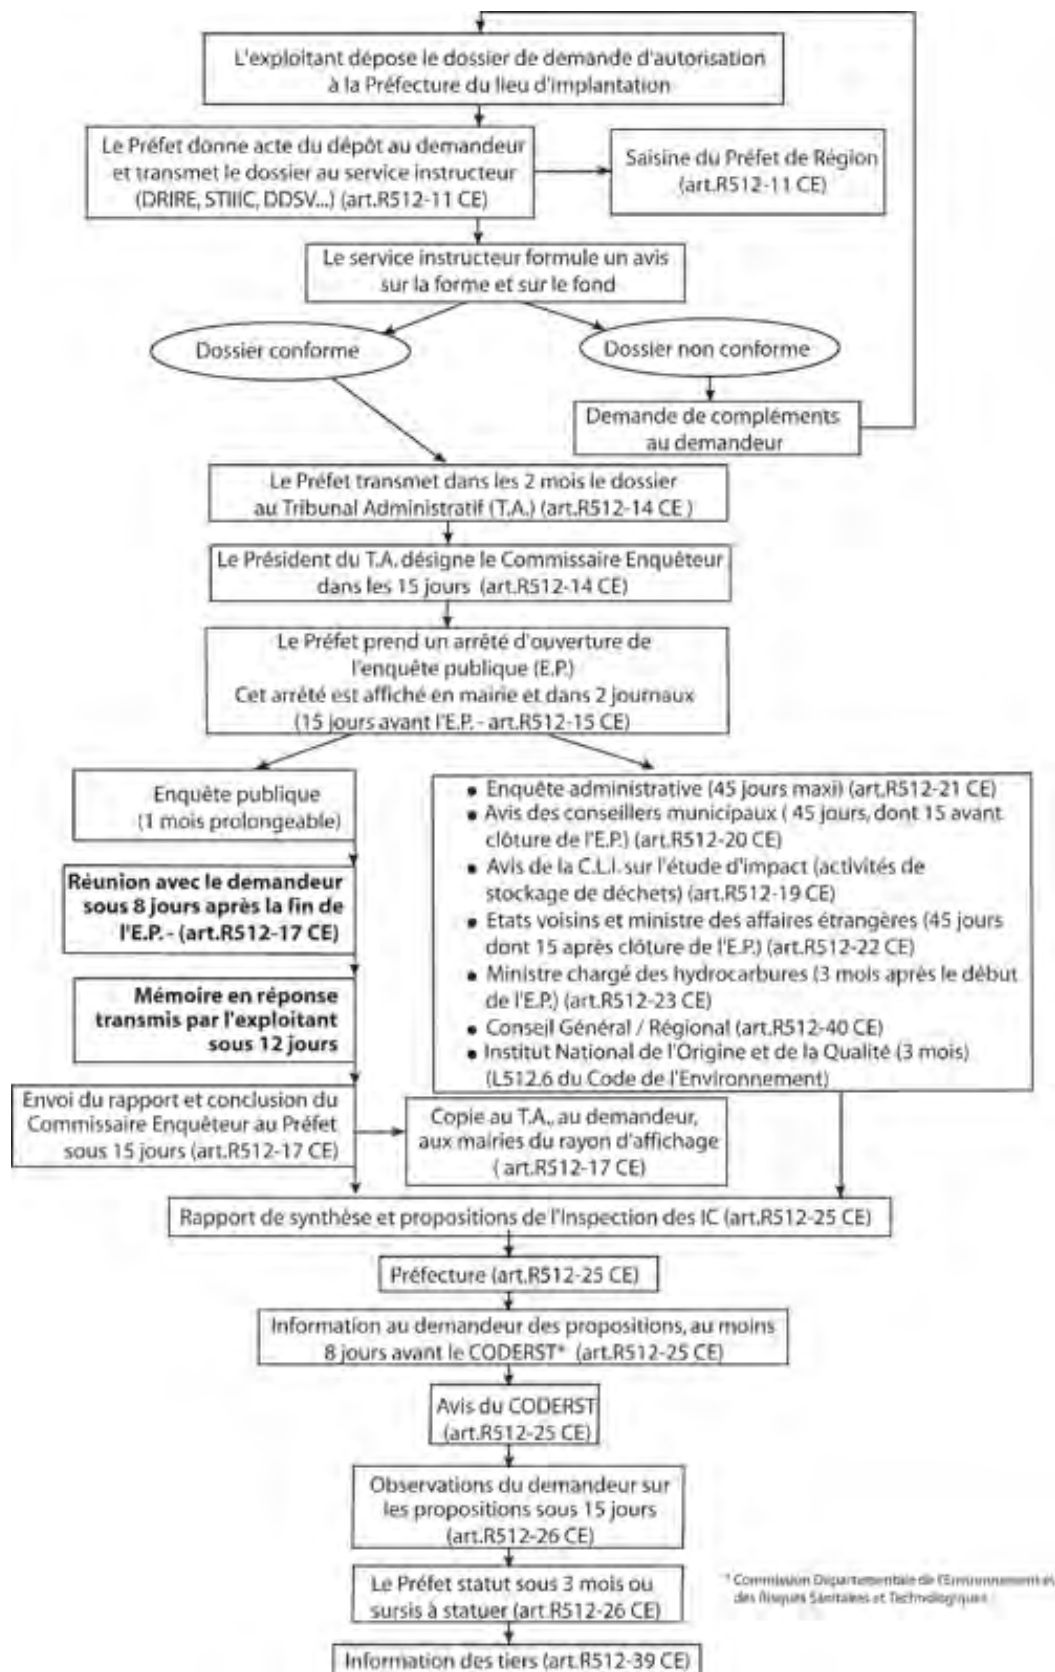 L'exploitant dépose le dossier de demande d'autorisation
à la Préfecture du lieu d'implantation
Le Préfet donne acte du dépôt au demandeur
et transmet le dossier au service instructeur
(DRIRE, STIIIC, DDSV...) (art.R512-11 CE)
Saisine du Préfet de Région
(art.R512-11 CE)
Le service instructeur formule un avis
sur la forme et sur le fond
Dossier conforme
Dossier non conforme
Demande de compléments
au demandeur
Le Préfet transmet dans les 2 mois le dossier
au Tribunal Administratif (T.A.) (art.R512-14 CE )
Le Président du T.A. désigne le Commissaire Enquêteur
dans les 15 jours (art.R512-14 CE)
Le Préfet prend un arrêté d'ouverture de
l'enquête publique (E.P.)
Cet arrêté est affiché en mairie et dans 2 journaux
(15 jours avant l'E.P. - art.R512-15 CE)
Enquête publique
(1 mois prolongeable)
Réunion avec le demandeur
sous 8 jours après la fin de
l'E.P. - (art.R512-17 CE)
Mémoire en réponse
transmis par l'exploitant
sous 12 jours
Envoi du rapport et conclusion du
Commissaire Enquêteur au Préfet
sous 15 jours (art.R512-17 CE)
• Enquête administrative (45 jours maxi) (art.R512-21 CE)
• Avis des conseillers municipaux ( 45 jours, dont 15 avant
clôture de l'E.P.) (art.R512-20 CE)
• Avis de la C.L.I. sur l'étude d'impact (activités de
stockage de déchets) (art.R512-19 CE)
• Etats voisins et ministre des affaires étrangères (45 jours
dont 15 après clôture de l'E.P.) (art.R512-22 CE)
• Ministre chargé des hydrocarbures (3 mois après le début
de l'E.P.) (art.R512-23 CE)
• Conseil Général / Régional (art.R512-40 CE)
• Institut National de l'Origine et de la Qualité (3 mois)
(L512.6 du Code de l'Environnement)
Copie au T.A., au demandeur,
aux mairies du rayon d'affichage
( art.R512-17 CE)
Rapport de synthèse et propositions de l'Inspection des IC (art.R512-25 CE)
Préfecture (art.R512-25 CE)
Information au demandeur des propositions, au moins
8 jours avant le CODERST* (art.R512-25 CE)
Avis du CODERST
(art.R512-25 CE)
Observations du demandeur sur
les propositions sous 15 jours
(art.R512-26 CE)
Le Préfet statut sous 3 mois ou
sursis à statuer (art.R512-26 CE)
* Commission Départementale de l'Environnement et
des Risques Sanitaires et Technologiques
Information des tiers (art.R512-39 CE)